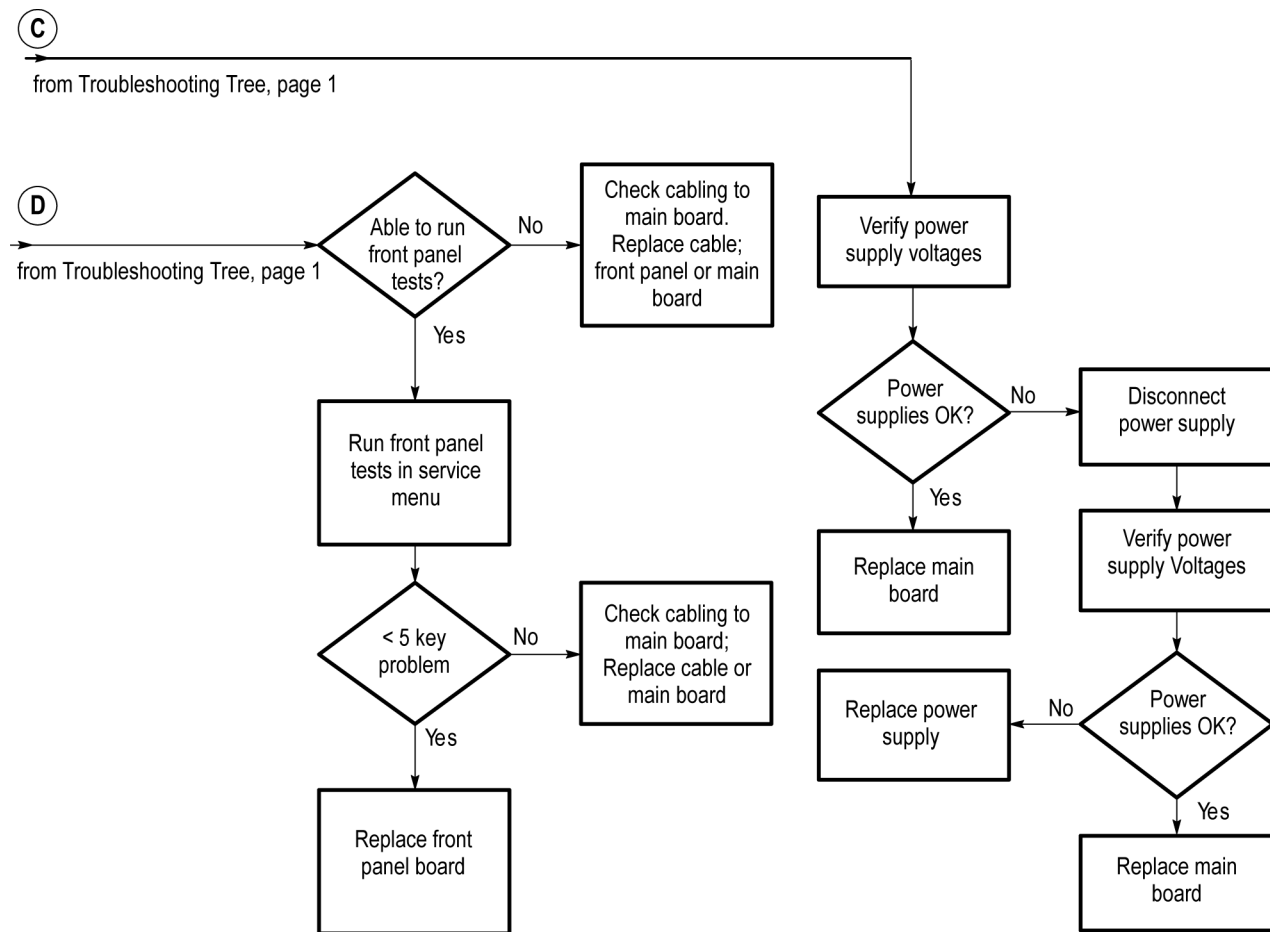 C
from Troubleshooting Tree, page 1
D
from Troubleshooting Tree, page 1
Able to run
front panel
tests?
No
Check cabling to
main board.
Replace cable;
front panel or main
board
Yes
Run front panel
tests in service
menu
< 5 key
problem
No
Check cabling to
main board;
Replace cable or
main board
Yes
Replace front
panel board
Verify power
supply voltages
Power
supplies OK?
No
Disconnect
power supply
Yes
Replace main
board
Verify power
supply Voltages
Power
supplies OK?
No
Replace power
supply
Yes
Replace main
board